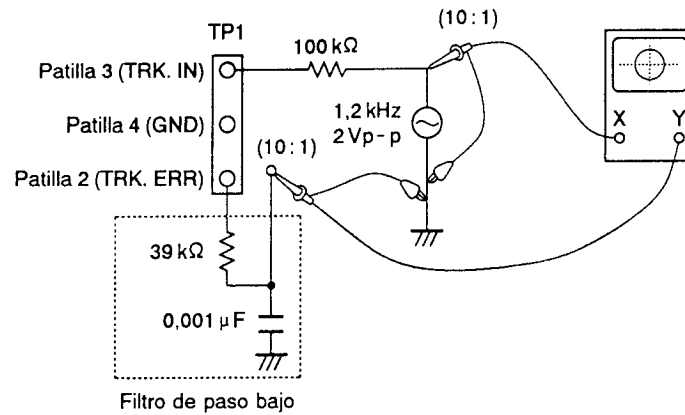 TP1
(10:1)
100 kΩ
Patilla 3 (TRK. IN)
Patilla 4 (GND)
1,2 kHz
2 Vp-p
X
Y
(10:1)
Patilla 2 (TRK. ERR)
39 kΩ
0,001 µF
Filtro de paso bajo